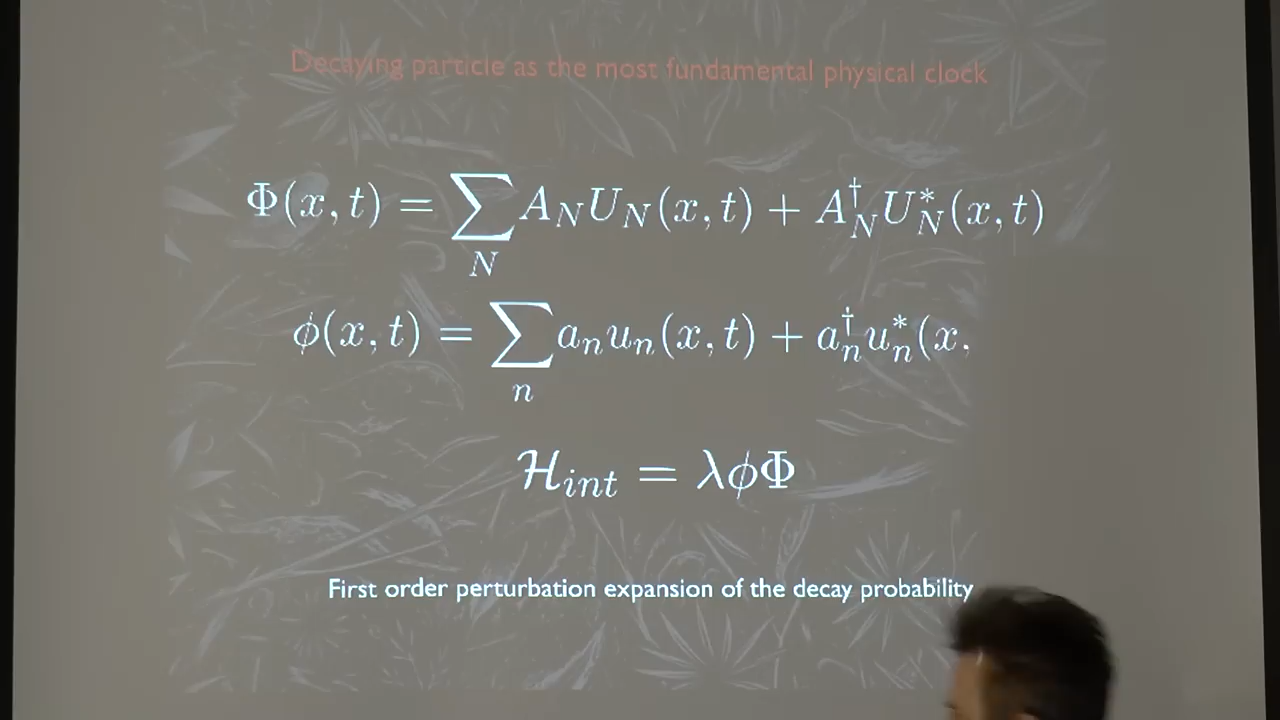 Decaying particle as the most fundamental physical clock
Φ(x, t) = ∑_N A_N U_N(x, t) + A_N^† U_N^*(x, t)
ϕ(x, t) = ∑_n a_n u_n(x, t) + a_n^† u_n^*(x,
ℋ_int = λϕΦ
First order perturbation expansion of the decay probability